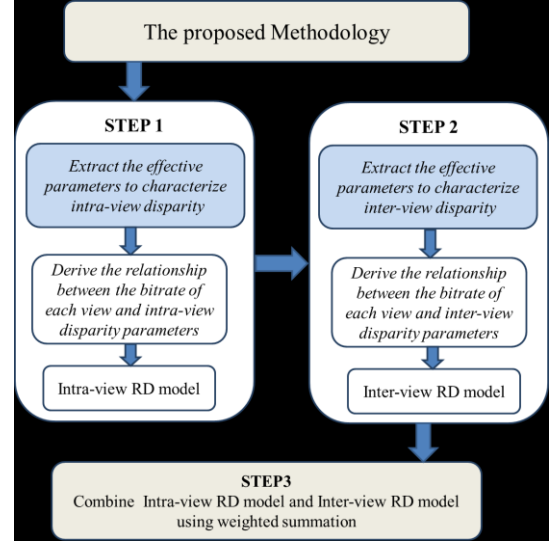 The proposed Methodology
STEP 1
Extract the effective
parameters to characterize
intra-view disparity
Derive the relationship
between the bitrate of
each view and intra-view
disparity parameters
Intra-view RD model
STEP 2
Extract the effective
parameters to characterize
inter-view disparity
Derive the relationship
between the bitrate of
each view and inter-view
disparity parameters
Inter-view RD model
STEP3
Combine Intra-view RD model and Inter-view RD model
using weighted summation